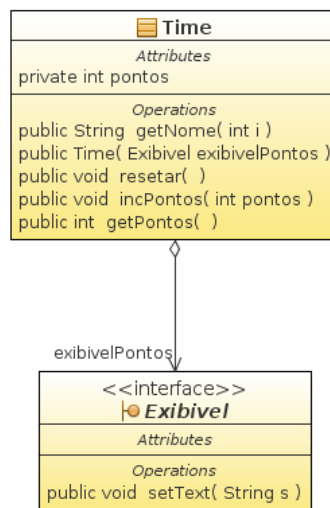 Time
Attributes
private int pontos
Operations
public String getNome( int i )
public Time( Exibivel exibivelPontos )
public void resetar( )
public void incPontos( int pontos )
public int getPontos( )
exibivelPontos
<<interface>>
Exibivel
Attributes
Operations
public void setText( String s )